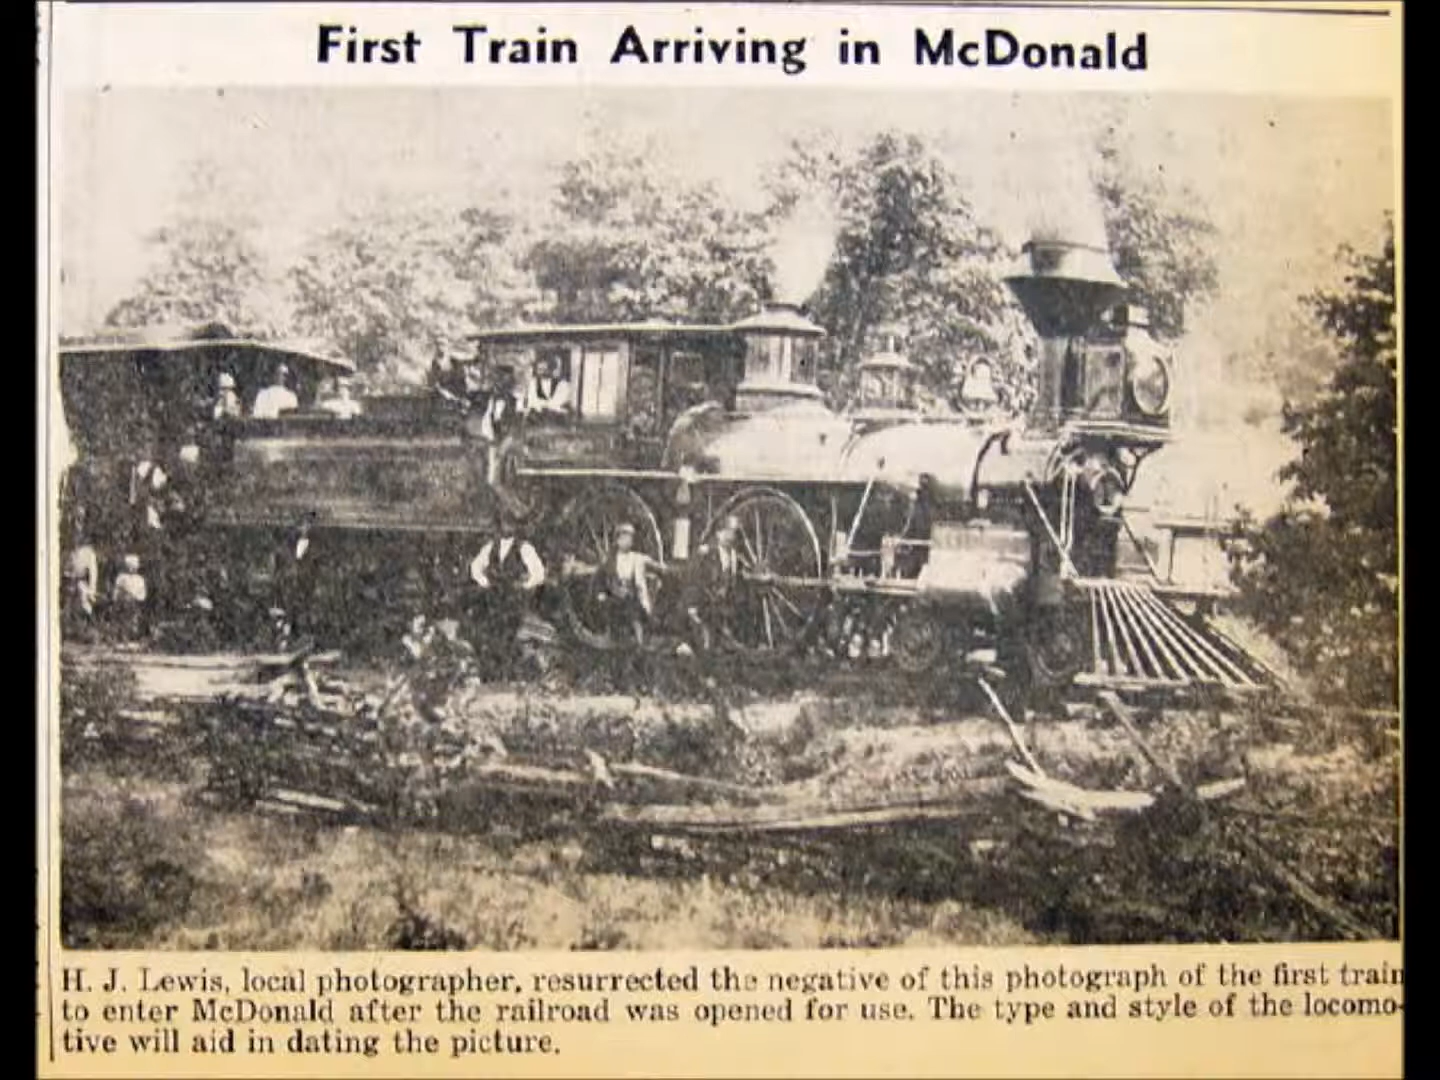 First Train Arriving in McDonald
H. J. Lewis, local photographer, resurrected the negative of this photograph of the first train
to enter McDonald after the railroad was opened for use. The type and style of the locomo-
tive will aid in dating the picture.